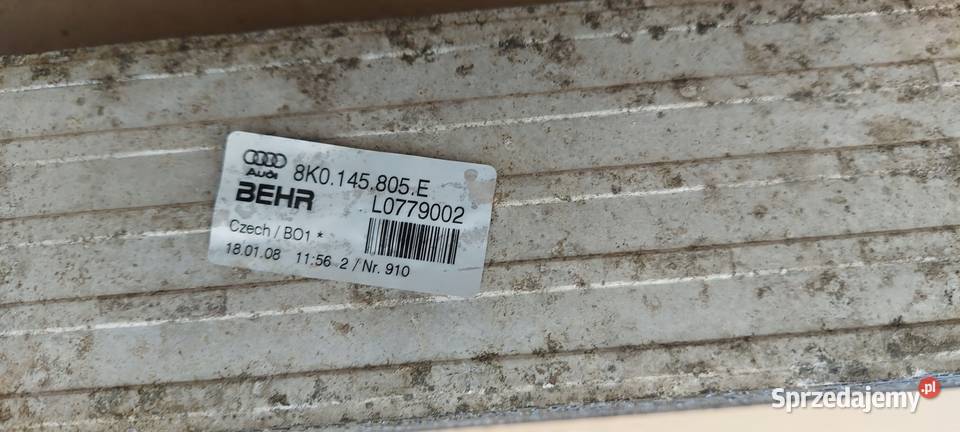 Audi 8K0.145.805.E
BEHR L0779002
Czech / BO1 *
18.01.08 11:56 2 / Nr. 910
Sprzedajemy.pl